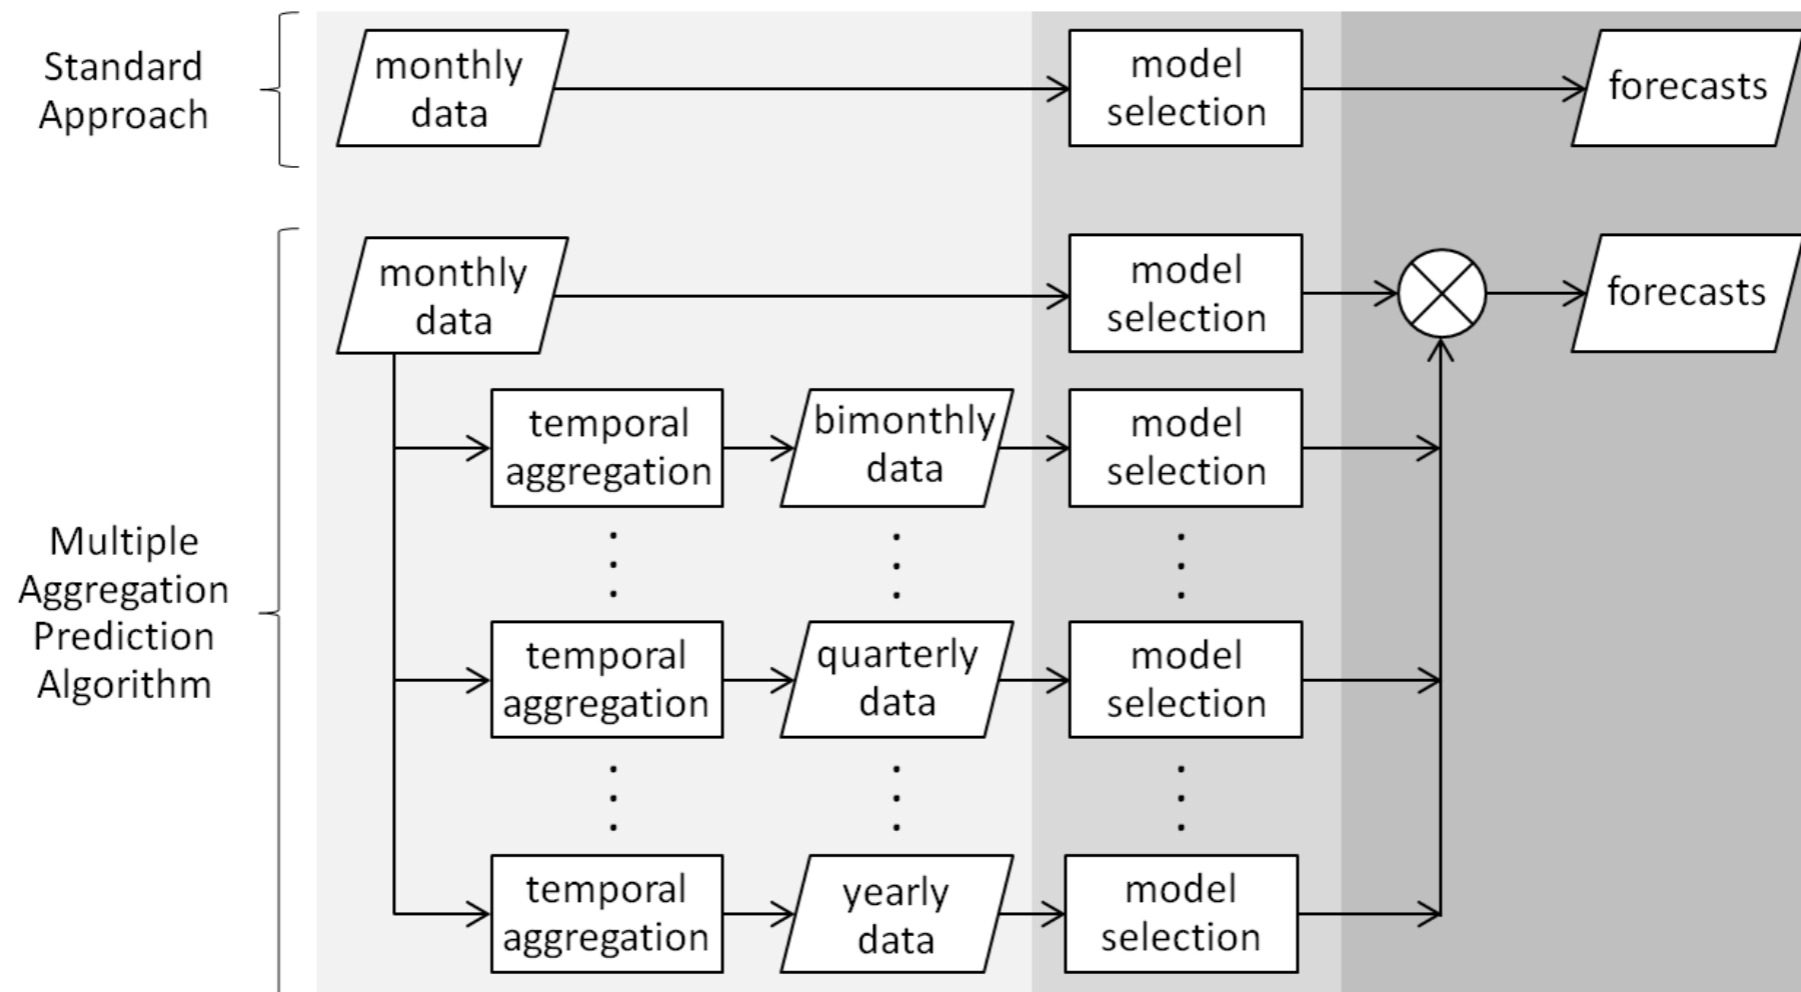 Standard
Approach
monthly
data
model
selection
forecasts
Multiple
Aggregation
Prediction
Algorithm
monthly
data
model
selection
forecasts
temporal
aggregation
bimonthly
data
model
selection
temporal
aggregation
quarterly
data
model
selection
temporal
aggregation
yearly
data
model
selection